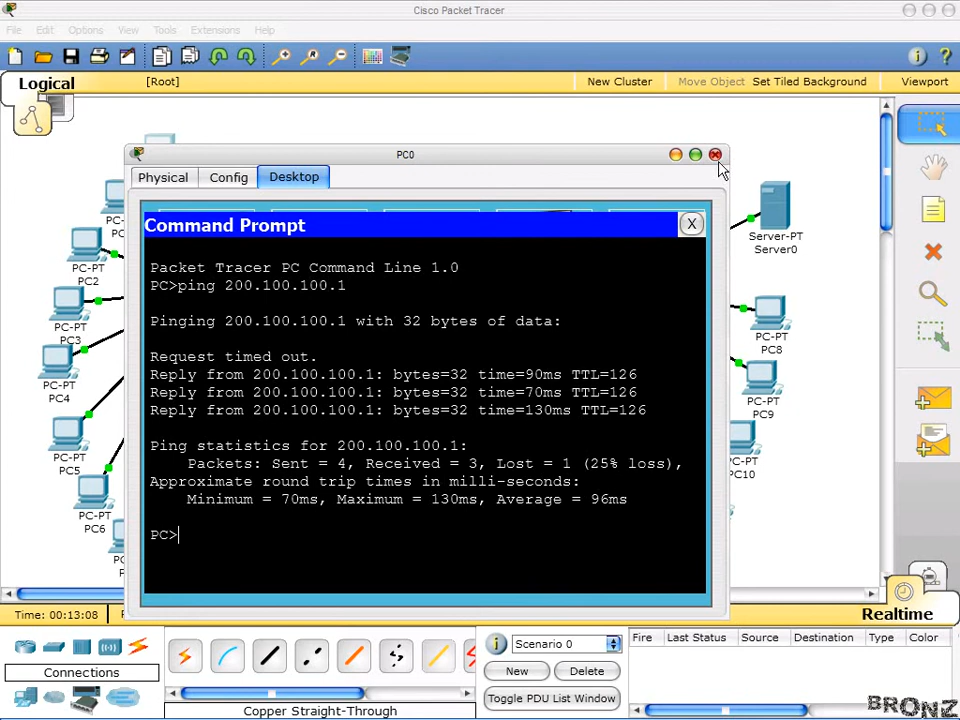 Cisco Packet Tracer
File Edit Options View Tools Extensions Help
Logical [Root] New Cluster Move Object Set Tiled Background Viewport
PC0
Physical Config Desktop
Command Prompt X
Packet Tracer PC Command Line 1.0
PC>ping 200.100.100.1
Pinging 200.100.100.1 with 32 bytes of data:
Request timed out.
Reply from 200.100.100.1: bytes=32 time=90ms TTL=126
Reply from 200.100.100.1: bytes=32 time=70ms TTL=126
Reply from 200.100.100.1: bytes=32 time=130ms TTL=126
Ping statistics for 200.100.100.1:
Packets: Sent = 4, Received = 3, Lost = 1 (25% loss),
Approximate round trip times in milli-seconds:
Minimum = 70ms, Maximum = 130ms, Average = 96ms
PC>
PC-PT
PC2
PC-PT
PC3
PC-PT
PC4
PC-PT
PC5
PC-PT
PC6
Server-PT
Server0
PC-PT
PC8
PC-PT
PC9
PC-PT
PC10
Time: 00:13:08
Realtime
Connections
Copper Straight-Through
Scenario 0
New Delete
Toggle PDU List Window
Fire Last Status Source Destination Type Color
BRONZ